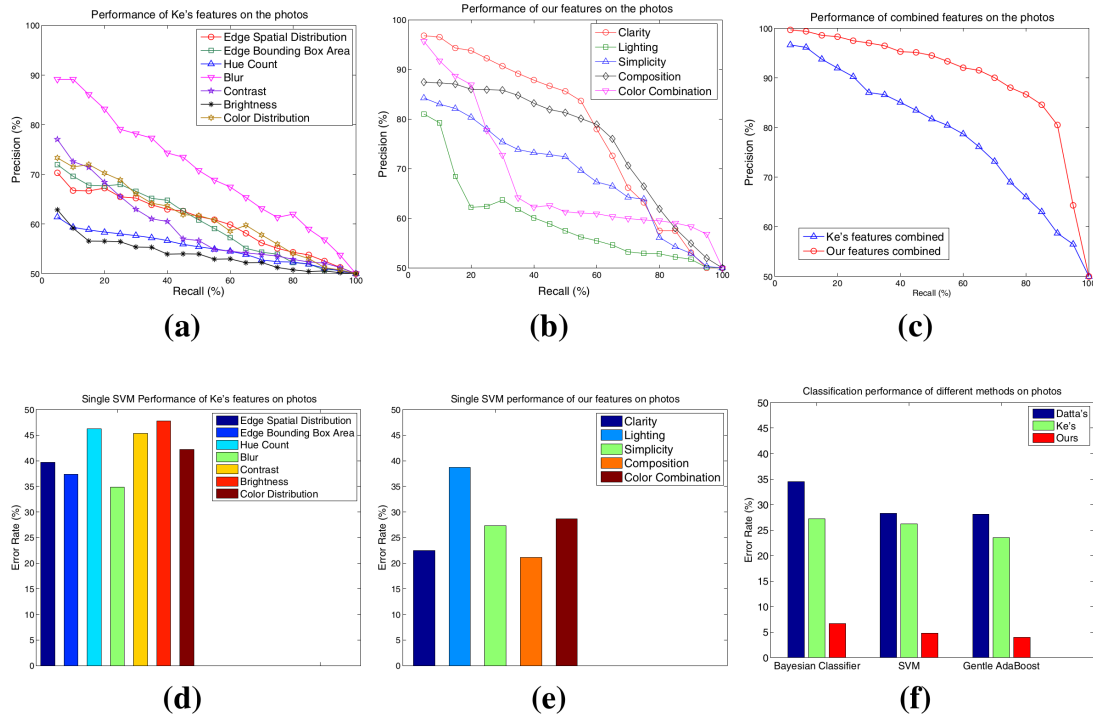 Performance of Ke's features on the photos
100
90
80
70
60
50
Precision (%)
0
20
40
60
80
100
Recall (%)
Edge Spatial Distribution
Edge Bounding Box Area
Hue Count
Blur
Contrast
Brightness
Color Distribution
(a)
Performance of our features on the photos
100
90
80
70
60
50
Precision (%)
0
20
40
60
80
100
Recall (%)
Clarity
Lighting
Simplicity
Composition
Color Combination
(b)
Performance of combined features on the photos
100
90
80
70
60
50
Precision (%)
0
20
40
60
80
100
Recall (%)
Ke's features combined
Our features combined
(c)
Single SVM Performance of Ke's features on photos
50
45
40
35
30
25
20
15
10
5
0
Error Rate (%)
Edge Spatial Distribution
Edge Bounding Box Area
Hue Count
Blur
Contrast
Brightness
Color Distribution
(d)
Single SVM performance of our features on photos
50
45
40
35
30
25
20
15
10
5
0
Error Rate (%)
Clarity
Lighting
Simplicity
Composition
Color Combination
(e)
Classification performance of different methods on photos
50
45
40
35
30
25
20
15
10
5
0
Error Rate (%)
Datta's
Ke's
Ours
Bayesian Classifier
SVM
Gentle AdaBoost
(f)